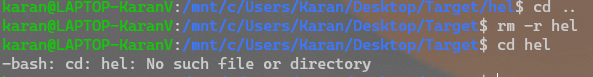 karan@LAPTOP-KaranV:/mnt/c/Users/Karan/Desktop/Target/hel$ cd ..
karan@LAPTOP-KaranV:/mnt/c/Users/Karan/Desktop/Target$ rm -r hel
karan@LAPTOP-KaranV:/mnt/c/Users/Karan/Desktop/Target$ cd hel
-bash: cd: hel: No such file or directory